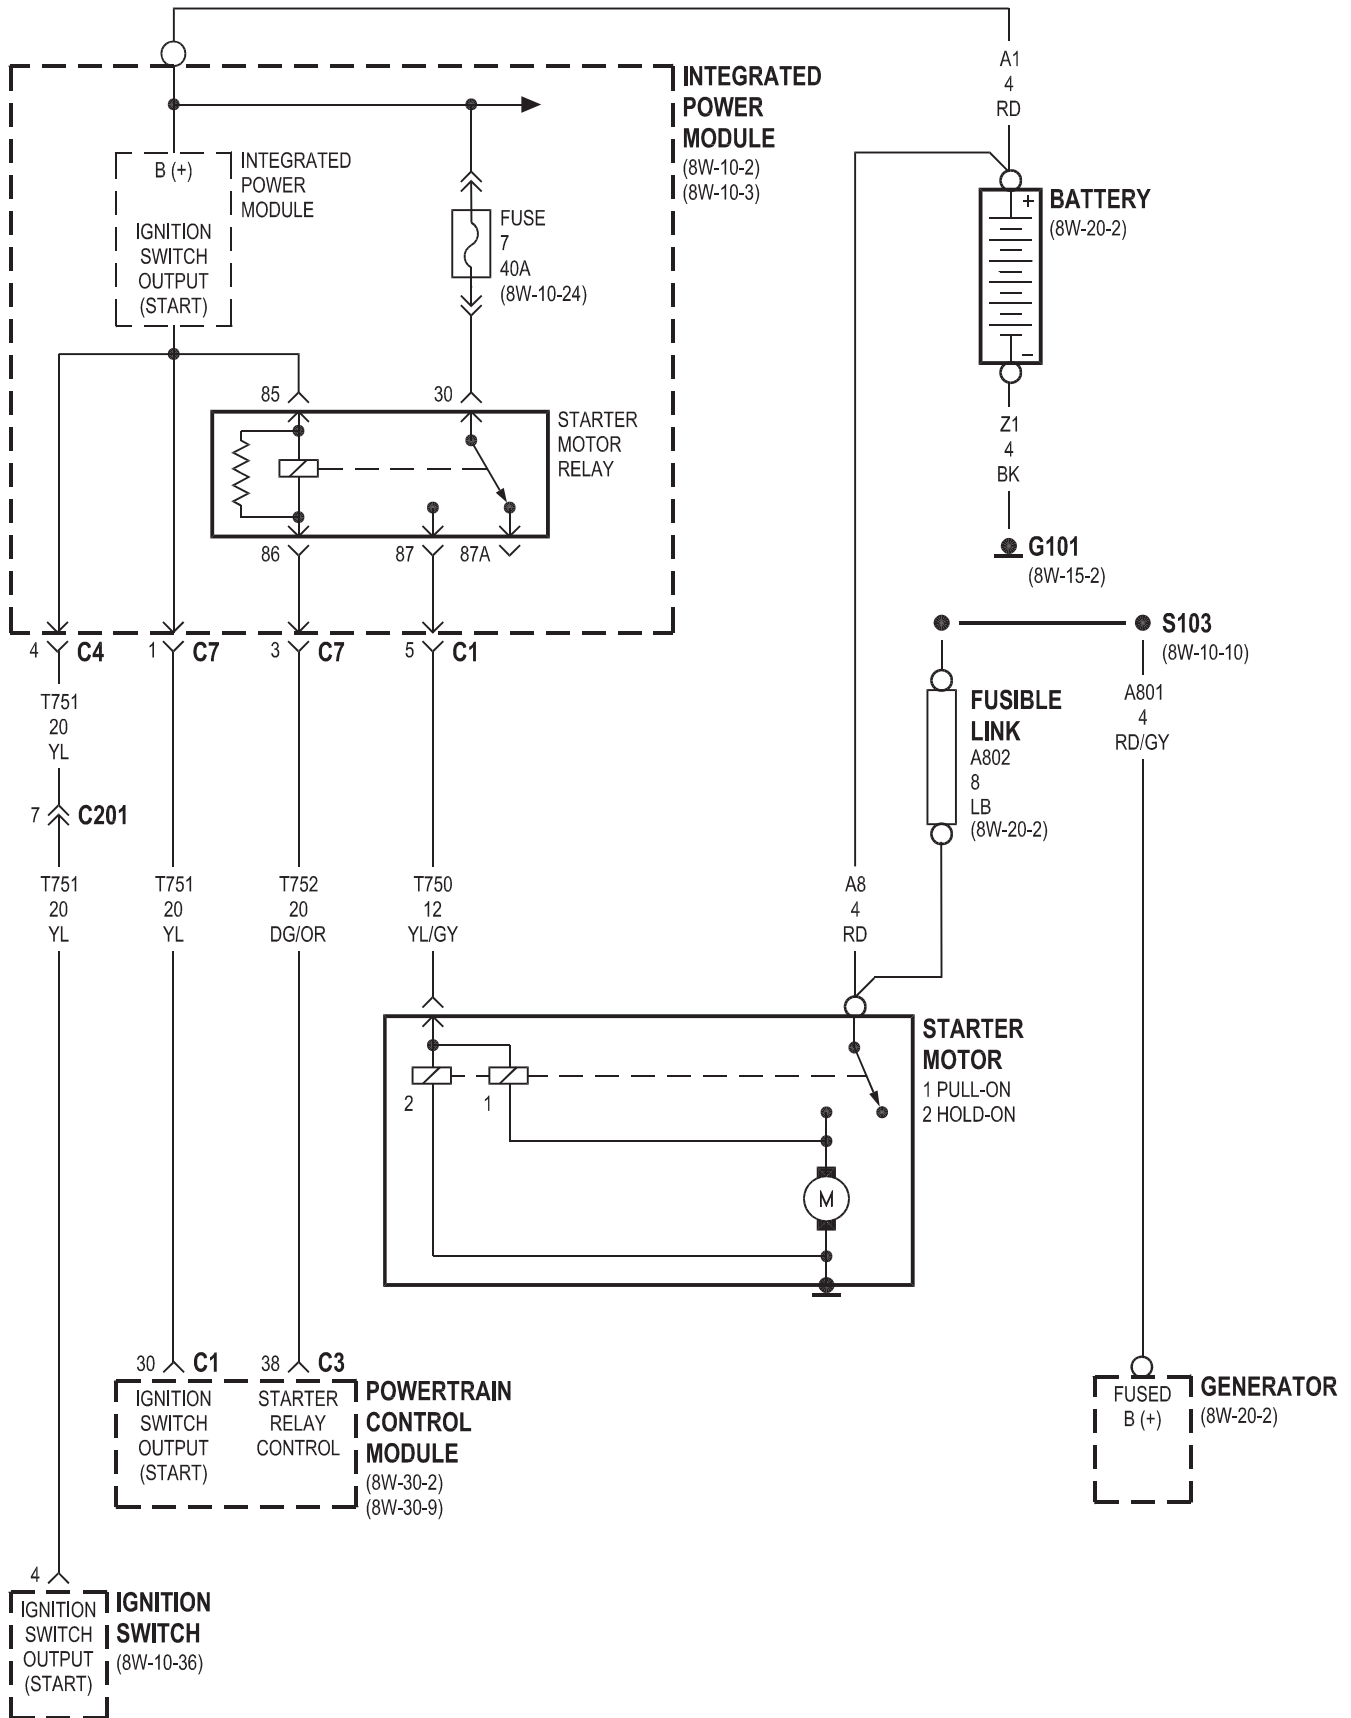 A1
4
RD
INTEGRATED
POWER
MODULE
(8W-10-2)
(8W-10-3)
B (+)
IGNITION
SWITCH
OUTPUT
(START)
INTEGRATED
POWER
MODULE
FUSE
7
40A
(8W-10-24)
+
−
BATTERY
(8W-20-2)
85
30
STARTER
MOTOR
RELAY
86
87
87A
Z1
4
BK
G101
(8W-15-2)
4 C4
1 C7
3 C7
5 C1
S103
(8W-10-10)
T751
20
YL
FUSIBLE
LINK
A802
8
LB
(8W-20-2)
A801
4
RD/GY
7 C201
T751
20
YL
T751
20
YL
T752
20
DG/OR
T750
12
YL/GY
A8
4
RD
STARTER
MOTOR
1 PULL-ON
2 HOLD-ON
2
1
M
30 C1
38 C3
IGNITION
SWITCH
OUTPUT
(START)
STARTER
RELAY
CONTROL
POWERTRAIN
CONTROL
MODULE
(8W-30-2)
(8W-30-9)
FUSED
B (+)
GENERATOR
(8W-20-2)
4
IGNITION
SWITCH
OUTPUT
(START)
IGNITION
SWITCH
(8W-10-36)